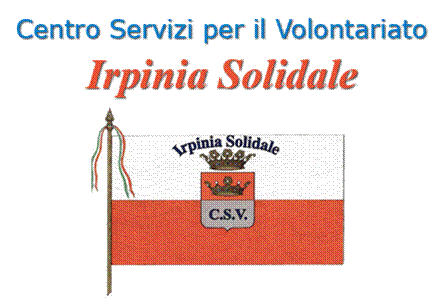 Centro Servizi per il Volontariato
Irpinia Solidale
Irpinia Solidale
C.S.V.